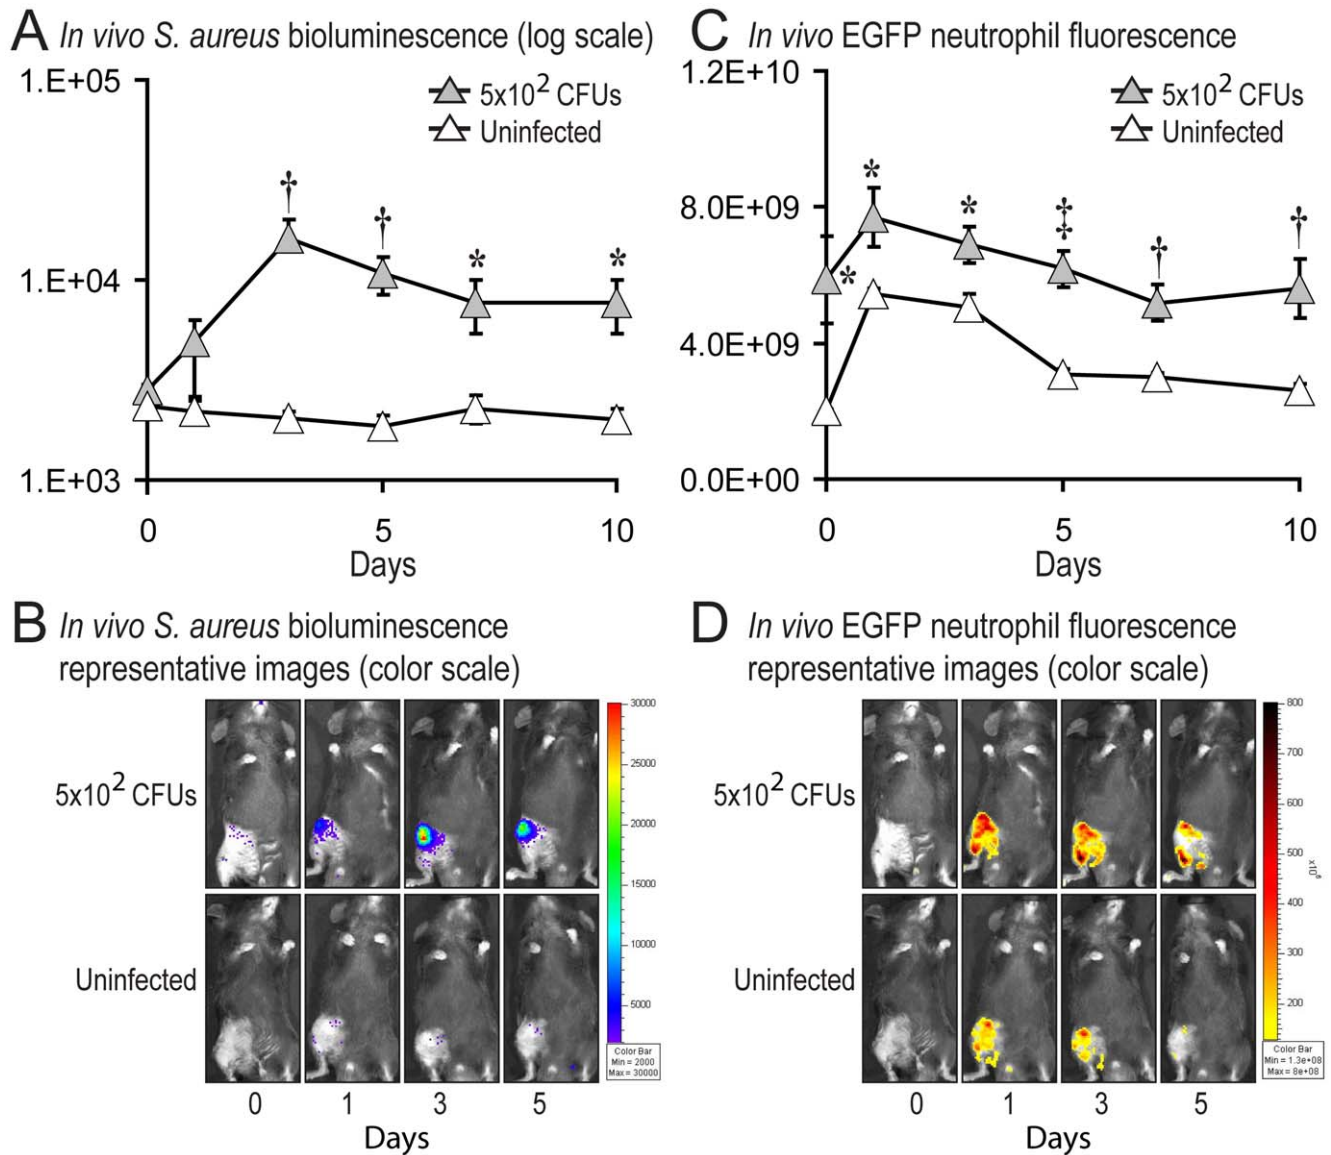 A In vivo S. aureus bioluminescence (log scale)
1.E+05
1.E+04
1.E+03
5x10² CFUs
Uninfected
†
†
*
*
0 5 10
Days
C In vivo EGFP neutrophil fluorescence
1.2E+10
8.0E+09
4.0E+09
0.0E+00
5x10² CFUs
Uninfected
*
*
*
‡
†
†
0 5 10
Days
B In vivo S. aureus bioluminescence
representative images (color scale)
5x10² CFUs
Uninfected
30000
25000
20000
15000
10000
5000
Color Bar
Min = 2000
Max = 30000
0 1 3 5
Days
D In vivo EGFP neutrophil fluorescence
representative images (color scale)
5x10² CFUs
Uninfected
800
700
600
500
400
300
200
x10⁶
Color Bar
Min = 1.3e+08
Max = 8e+08
0 1 3 5
Days